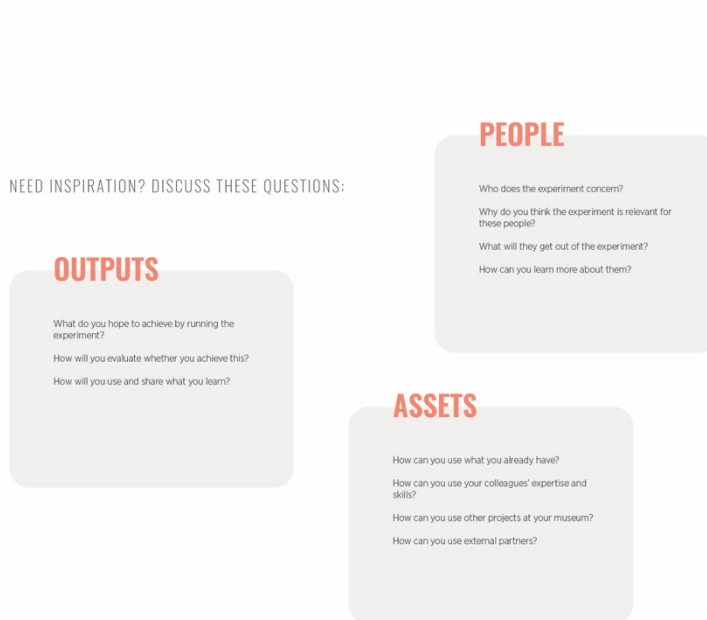 NEED INSPIRATION? DISCUSS THESE QUESTIONS:
OUTPUTS
What do you hope to achieve by running the
experiment?
How will you evaluate whether you achieve this?
How will you use and share what you learn?
PEOPLE
Who does the experiment concern?
Why do you think the experiment is relevant for
these people?
What will they get out of the experiment?
How can you learn more about them?
ASSETS
How can you use what you already have?
How can you use your colleagues' expertise and
skills?
How can you use other projects at your museum?
How can you use external partners?